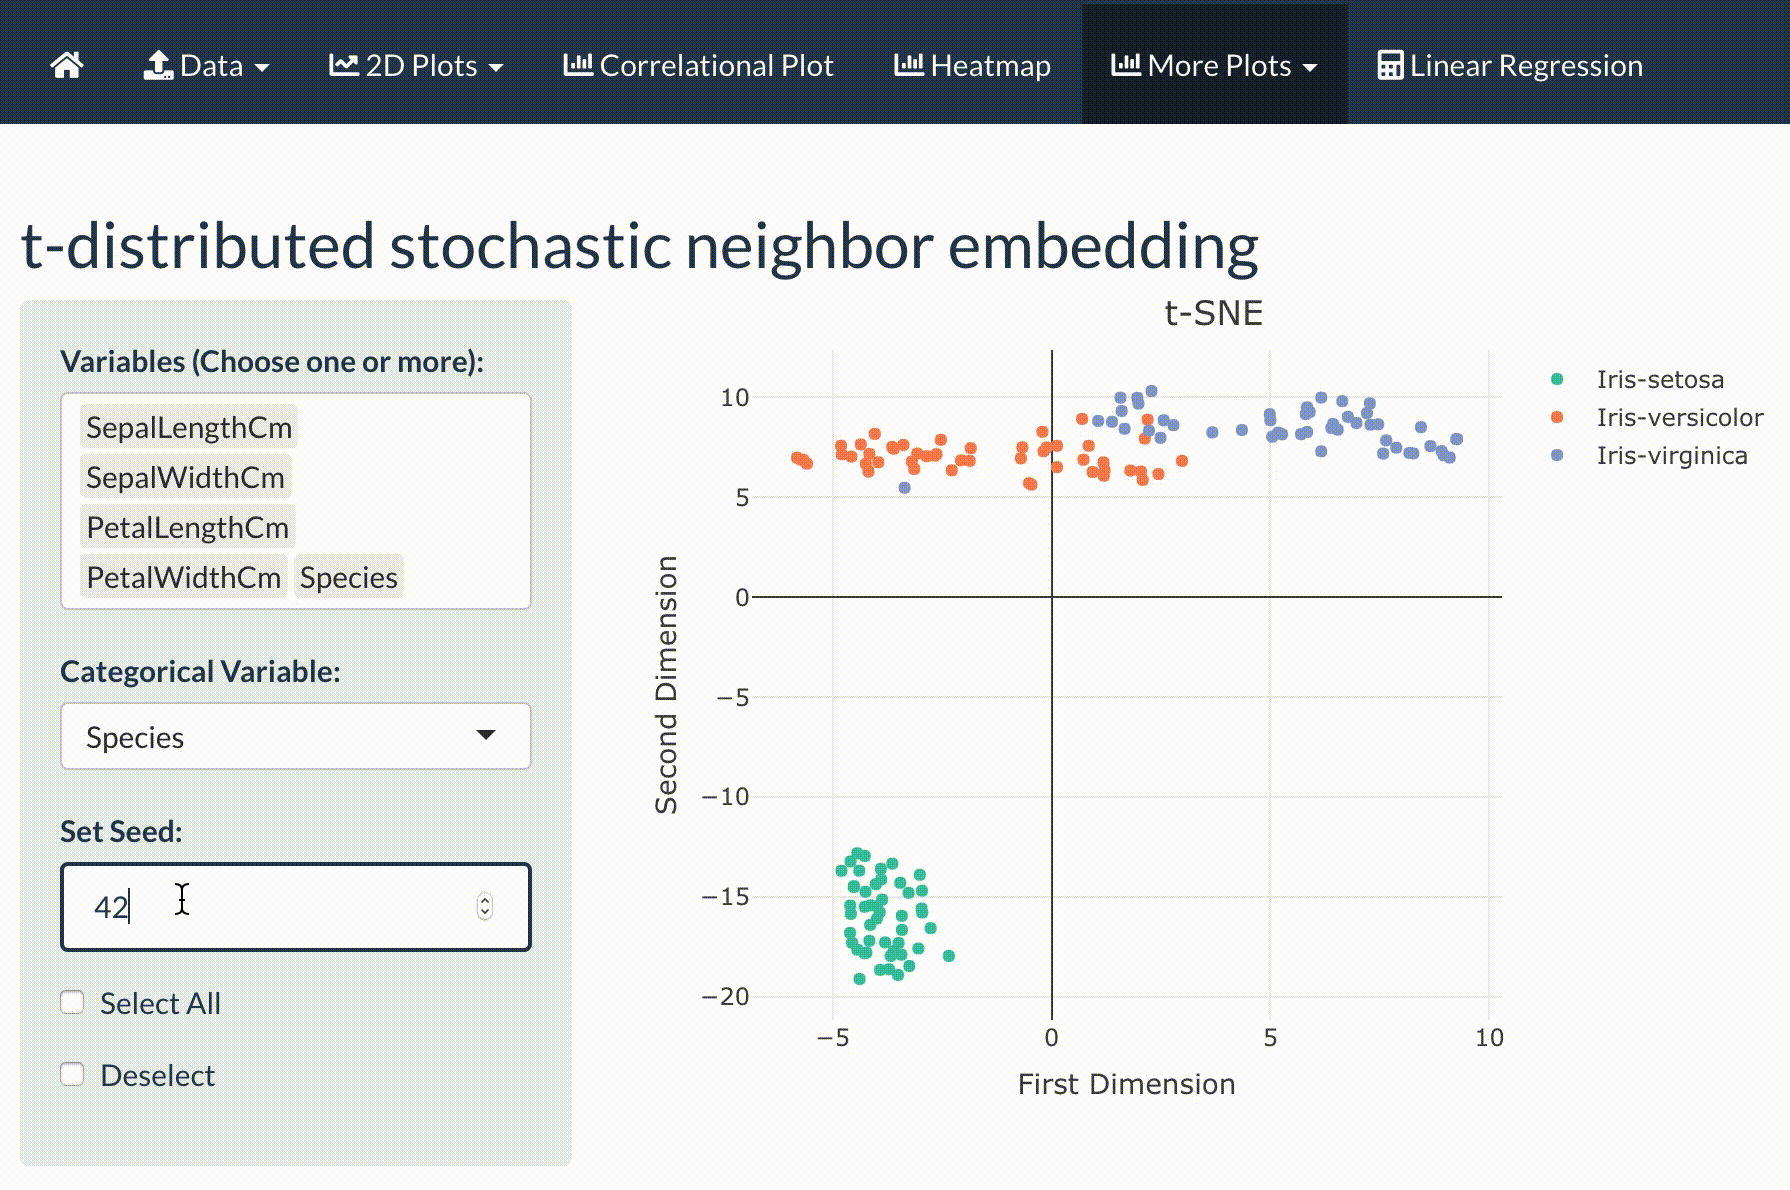 Data 2D Plots Correlational Plot Heatmap More Plots Linear Regression
t-distributed stochastic neighbor embedding
Variables (Choose one or more):
SepalLengthCm
SepalWidthCm
PetalLengthCm
PetalWidthCm Species
Categorical Variable:
Species
Set Seed:
42
Select All
Deselect
t-SNE
10
5
0
−5
−10
−15
−20
Second Dimension
−5 0 5 10
First Dimension
Iris-setosa
Iris-versicolor
Iris-virginica